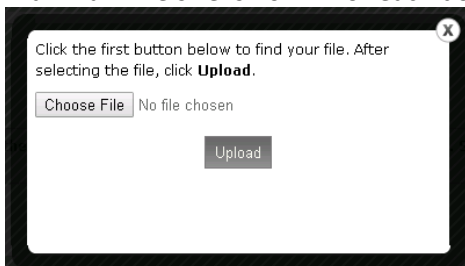 X
Click the first button below to find your file. After
selecting the file, click Upload.
Choose File No file chosen
Upload